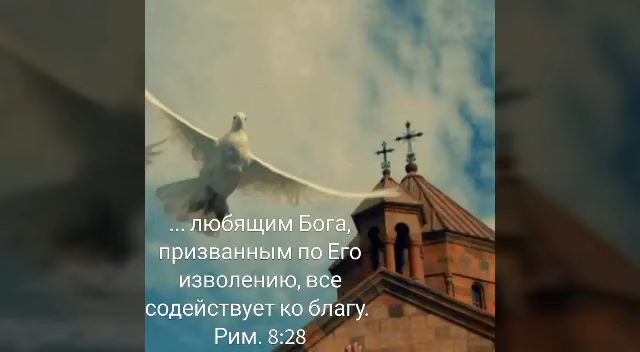 ... любящим Бога,
призванным по Его
изволению, все
содействует ко благу.
Рим. 8:28